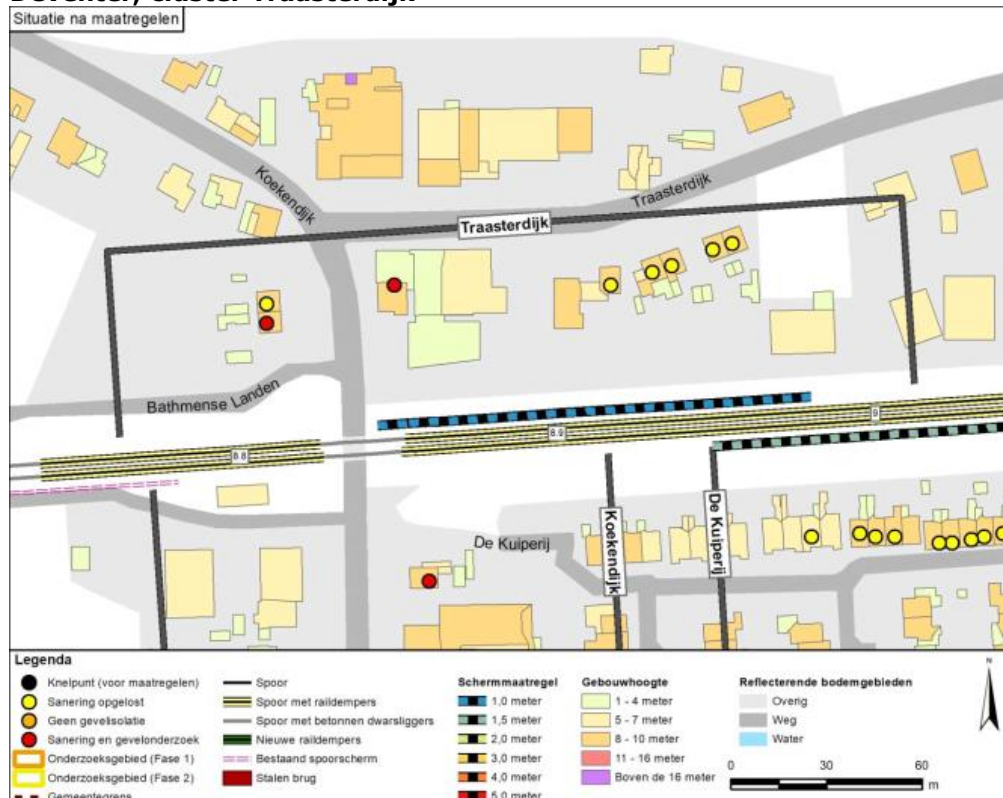 Deventer, cluster Traasterdijk
Situatie na maatregelen
Koekendijk
Traasterdijk
Traasterdijk
Bathmense Landen
8.8
8.9
9
De Kuiperij
Koekendijk
De Kuiperij
Legenda
Knelpunt (voor maatregelen)
Sanering opgelost
Geen gevelisolatie
Sanering en gevelonderzoek
Onderzoeksgebied (Fase 1)
Onderzoeksgebied (Fase 2)
Gemeentegrens
Spoor
Spoor met raildempers
Spoor met betonnen dwarsliggers
Nieuwe raildempers
Bestaand spoorscherm
Stalen brug
Schermmaatregel
1,0 meter
1,5 meter
2,0 meter
3,0 meter
4,0 meter
5,0 meter
Gebouwhoogte
1 - 4 meter
5 - 7 meter
8 - 10 meter
11 - 16 meter
Boven de 16 meter
Reflecterende bodemgebieden
Overig
Weg
Water
N
0 30 60
m